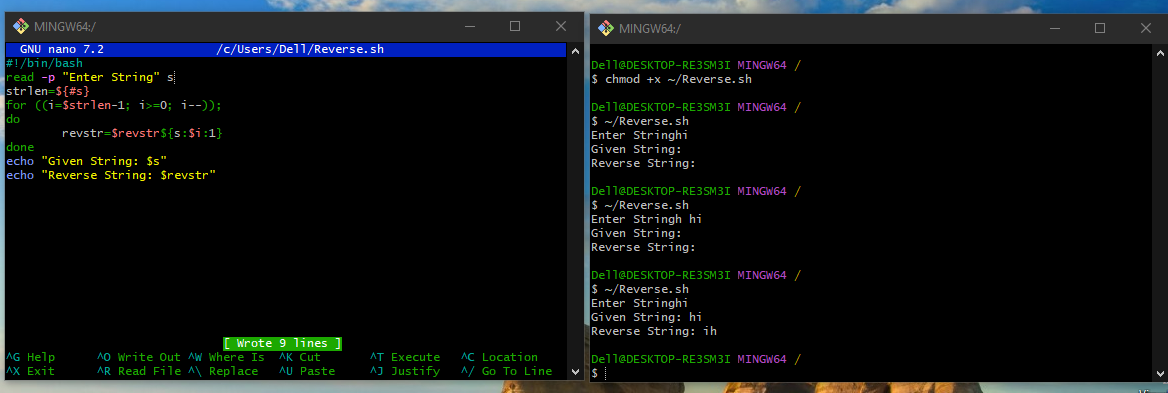 MINGW64:/
GNU nano 7.2 /c/Users/Dell/Reverse.sh
#!/bin/bash
read -p "Enter String" s
strlen=${#s}
for ((i=$strlen-1; i>=0; i--));
do
        revstr=$revstr${s:$i:1}
done
echo "Given String: $s"
echo "Reverse String: $revstr"
[ Wrote 9 lines ]
^G Help ^O Write Out ^W Where Is ^K Cut ^T Execute ^C Location
^X Exit ^R Read File ^\ Replace ^U Paste ^J Justify ^/ Go To Line
MINGW64:/
Dell@DESKTOP-RE3SM3I MINGW64 /
$ chmod +x ~/Reverse.sh
Dell@DESKTOP-RE3SM3I MINGW64 /
$ ~/Reverse.sh
Enter Stringhi
Given String:
Reverse String:
Dell@DESKTOP-RE3SM3I MINGW64 /
$ ~/Reverse.sh
Enter Stringh hi
Given String:
Reverse String:
Dell@DESKTOP-RE3SM3I MINGW64 /
$ ~/Reverse.sh
Enter Stringhi
Given String: hi
Reverse String: ih
Dell@DESKTOP-RE3SM3I MINGW64 /
$